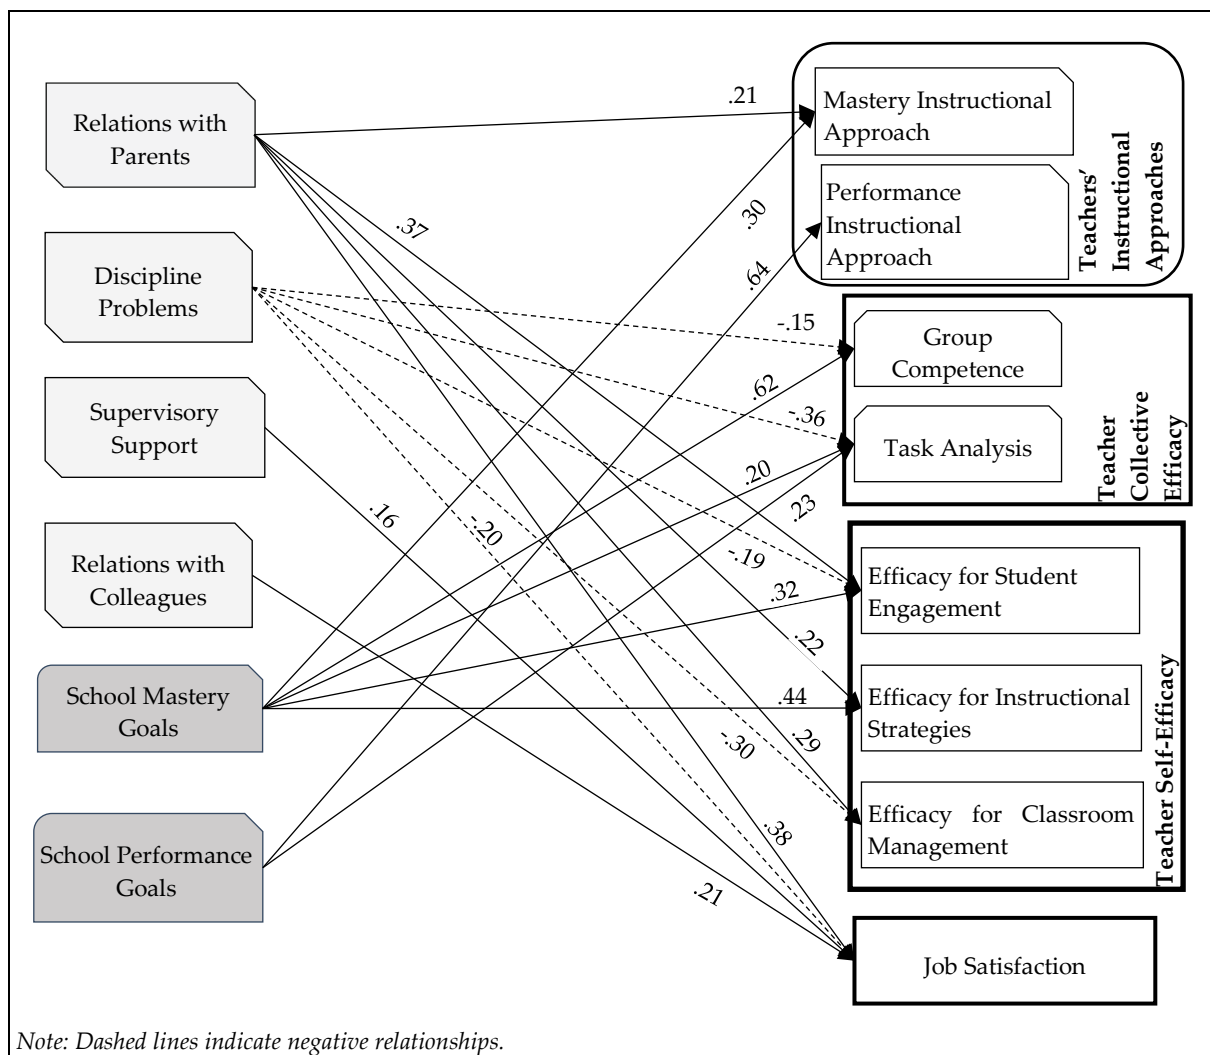 Relations with
Parents
Discipline
Problems
Supervisory
Support
Relations with
Colleagues
School Mastery
Goals
School Performance
Goals
.21
.37
.30
.64
-.15
.62
-.36
.20
.23
.16
-.20
-.19
.32
.22
.44
-.30
.29
.38
.21
Mastery Instructional
Approach
Performance
Instructional
Approach
Teachers'
Instructional
Approaches
Group
Competence
Task Analysis
Teacher
Collective
Efficacy
Efficacy for Student
Engagement
Efficacy for Instructional
Strategies
Efficacy for Classroom
Management
Teacher Self-Efficacy
Job Satisfaction
Note: Dashed lines indicate negative relationships.